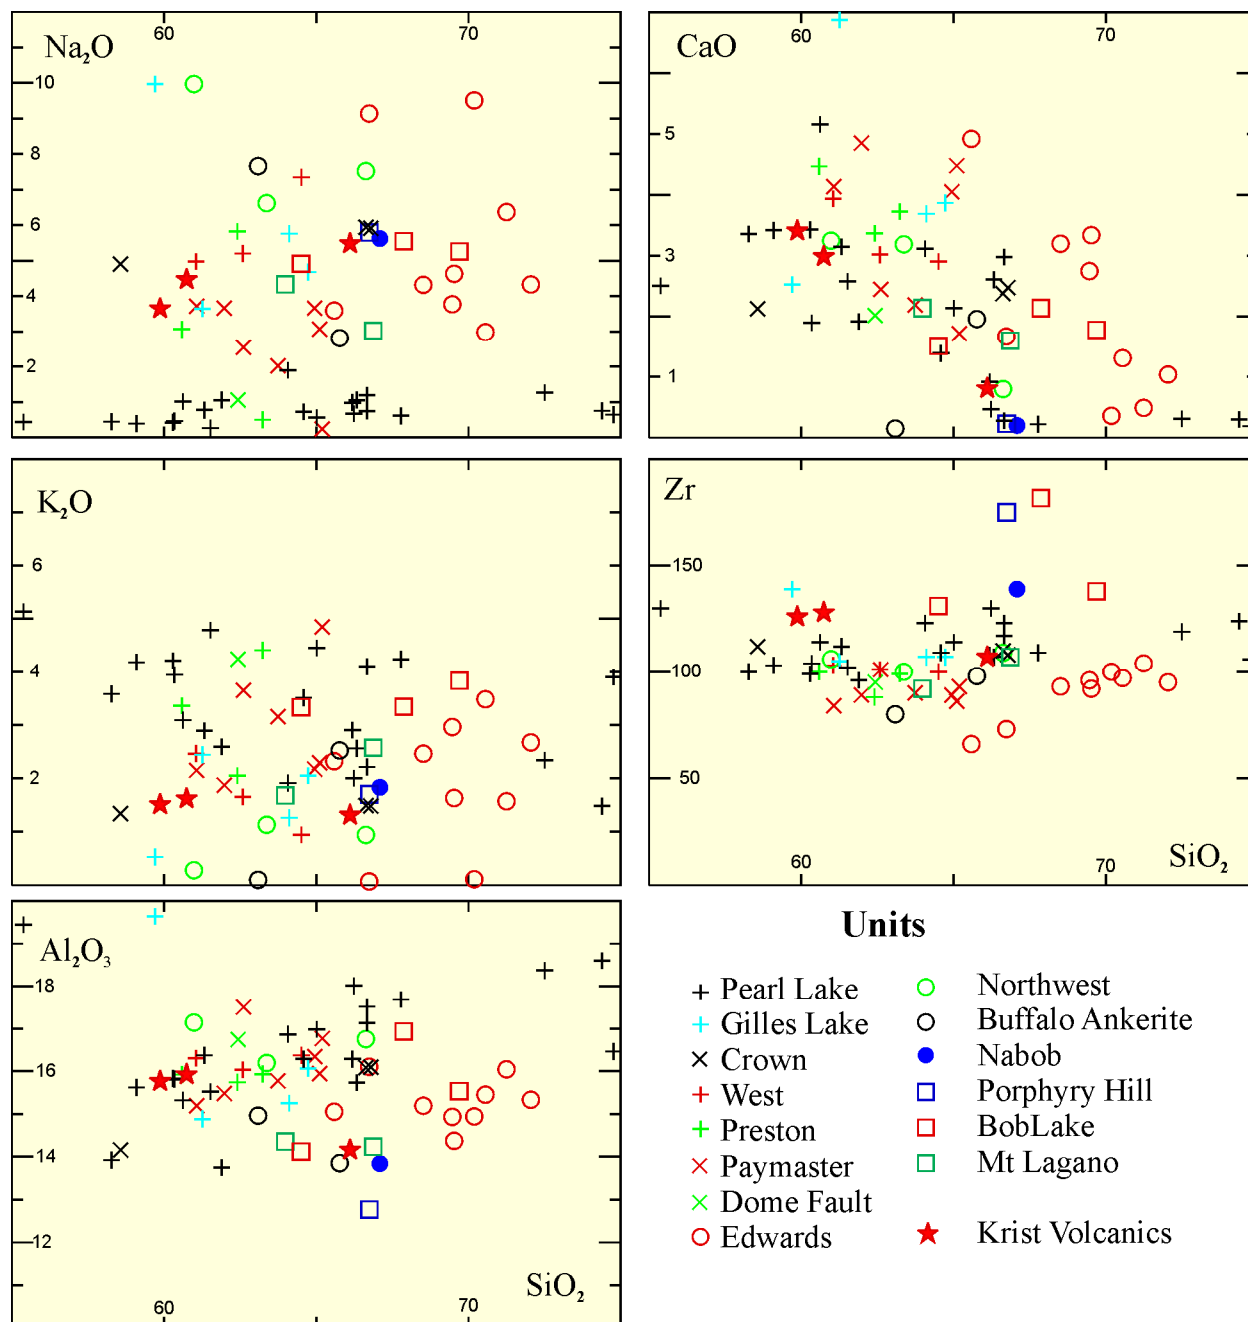 60 70
Na₂O
10
8
6
4
2
60 70
CaO
5
3
1
K₂O
6
4
2
Zr
150
100
50
60 70
SiO₂
60 70
Al₂O₃
18
16
14
12
SiO₂
60 70
Units
Pearl Lake
Gilles Lake
Crown
West
Preston
Paymaster
Dome Fault
Edwards
Northwest
Buffalo Ankerite
Nabob
Porphyry Hill
BobLake
Mt Lagano
Krist Volcanics